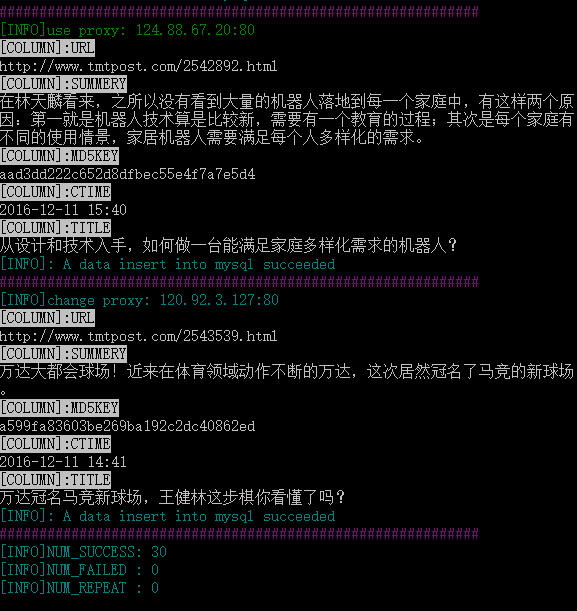 ############################################################
[INFO]use proxy: 124.88.67.20:80
[COLUMN]:URL
http://www.tmtpost.com/2542892.html
[COLUMN]:SUMMERY
在林天麟看来，之所以没有看到大量的机器人落地到每一个家庭中，有这样两个原
因：第一就是机器人技术算是比较新，需要有一个教育的过程；其次是每个家庭有
不同的使用情景，家居机器人需要满足每个人多样化的需求。
[COLUMN]:MD5KEY
aad3dd222c652d8dfbec55e4f7a7e5d4
[COLUMN]:CTIME
2016-12-11 15:40
[COLUMN]:TITLE
从设计和技术入手，如何做一台能满足家庭多样化需求的机器人？
[INFO]: A data insert into mysql succeeded
############################################################
[INFO]change proxy: 120.92.3.127:80
[COLUMN]:URL
http://www.tmtpost.com/2543539.html
[COLUMN]:SUMMERY
万达大都会球场！近来在体育领域动作不断的万达，这次居然冠名了马竞的新球场
。
[COLUMN]:MD5KEY
a599fa83603be269ba192c2dc40862ed
[COLUMN]:CTIME
2016-12-11 14:41
[COLUMN]:TITLE
万达冠名马竞新球场，王健林这步棋你看懂了吗？
[INFO]: A data insert into mysql succeeded
############################################################
[INFO]NUM_SUCCESS: 30
[INFO]NUM_FAILED : 0
[INFO]NUM_REPEAT : 0